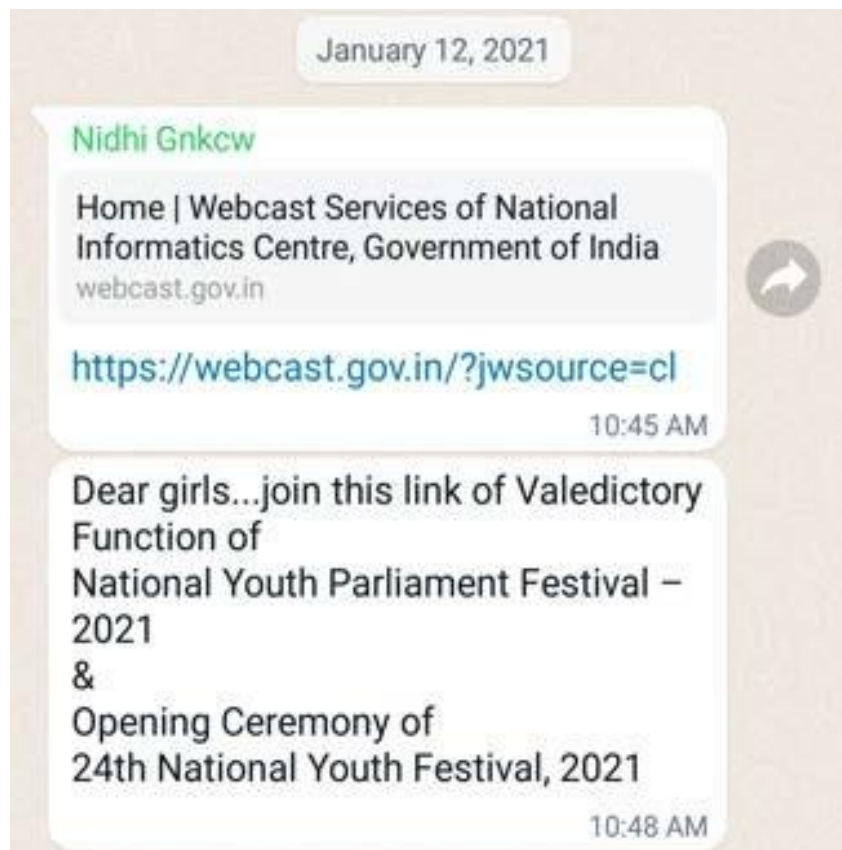 January 12, 2021
Nidhi Gnkcw
Home | Webcast Services of National
Informatics Centre, Government of India
webcast.gov.in
https://webcast.gov.in/?jwsource=cl
10:45 AM
Dear girls...join this link of Valedictory
Function of
National Youth Parliament Festival –
2021
&
Opening Ceremony of
24th National Youth Festival, 2021
10:48 AM